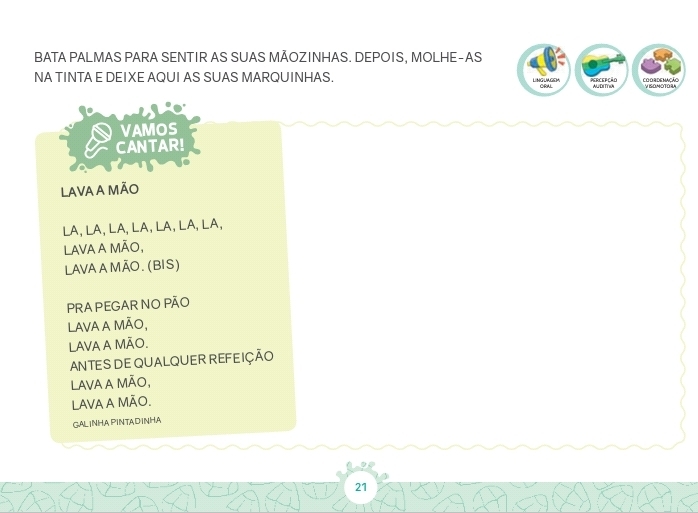 BATA PALMAS PARA SENTIR AS SUAS MÃOZINHAS. DEPOIS, MOLHE-AS
NA TINTA E DEIXE AQUI AS SUAS MARQUINHAS.
LINGUAGEM
ORAL
PERCEPÇÃO
AUDITIVA
COORDENAÇÃO
VISOMOTORA
VAMOS
CANTAR!
LAVA A MÃO
LA, LA, LA, LA, LA, LA, LA,
LAVA A MÃO,
LAVA A MÃO. (BIS)
PRA PEGAR NO PÃO
LAVA A MÃO,
LAVA A MÃO.
ANTES DE QUALQUER REFEIÇÃO
LAVA A MÃO,
LAVA A MÃO.
GALINHA PINTADINHA
21